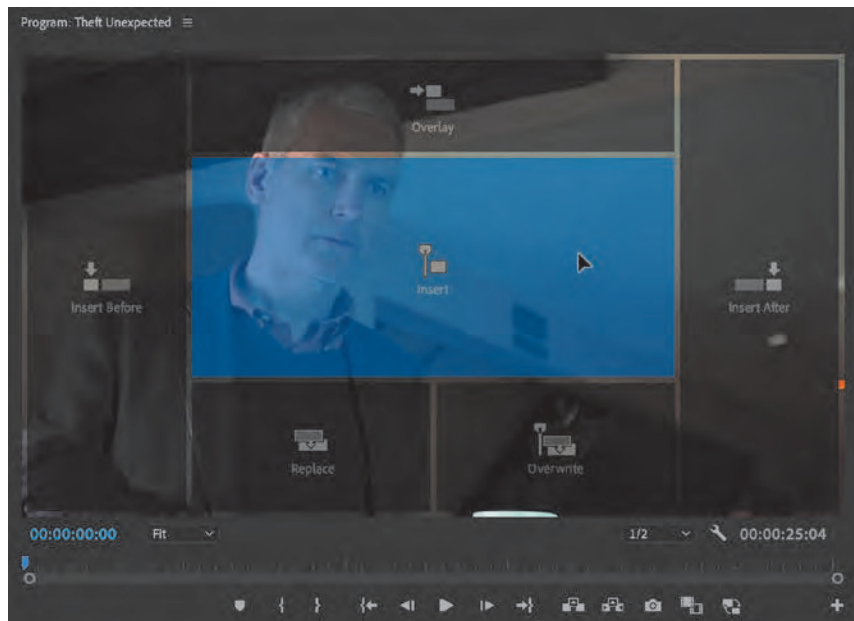 Program: Theft Unexpected
Overlay
Insert
Insert Before
Insert After
Replace
Overwrite
00:00:00:00
Fit
1/2
00:00:25:04